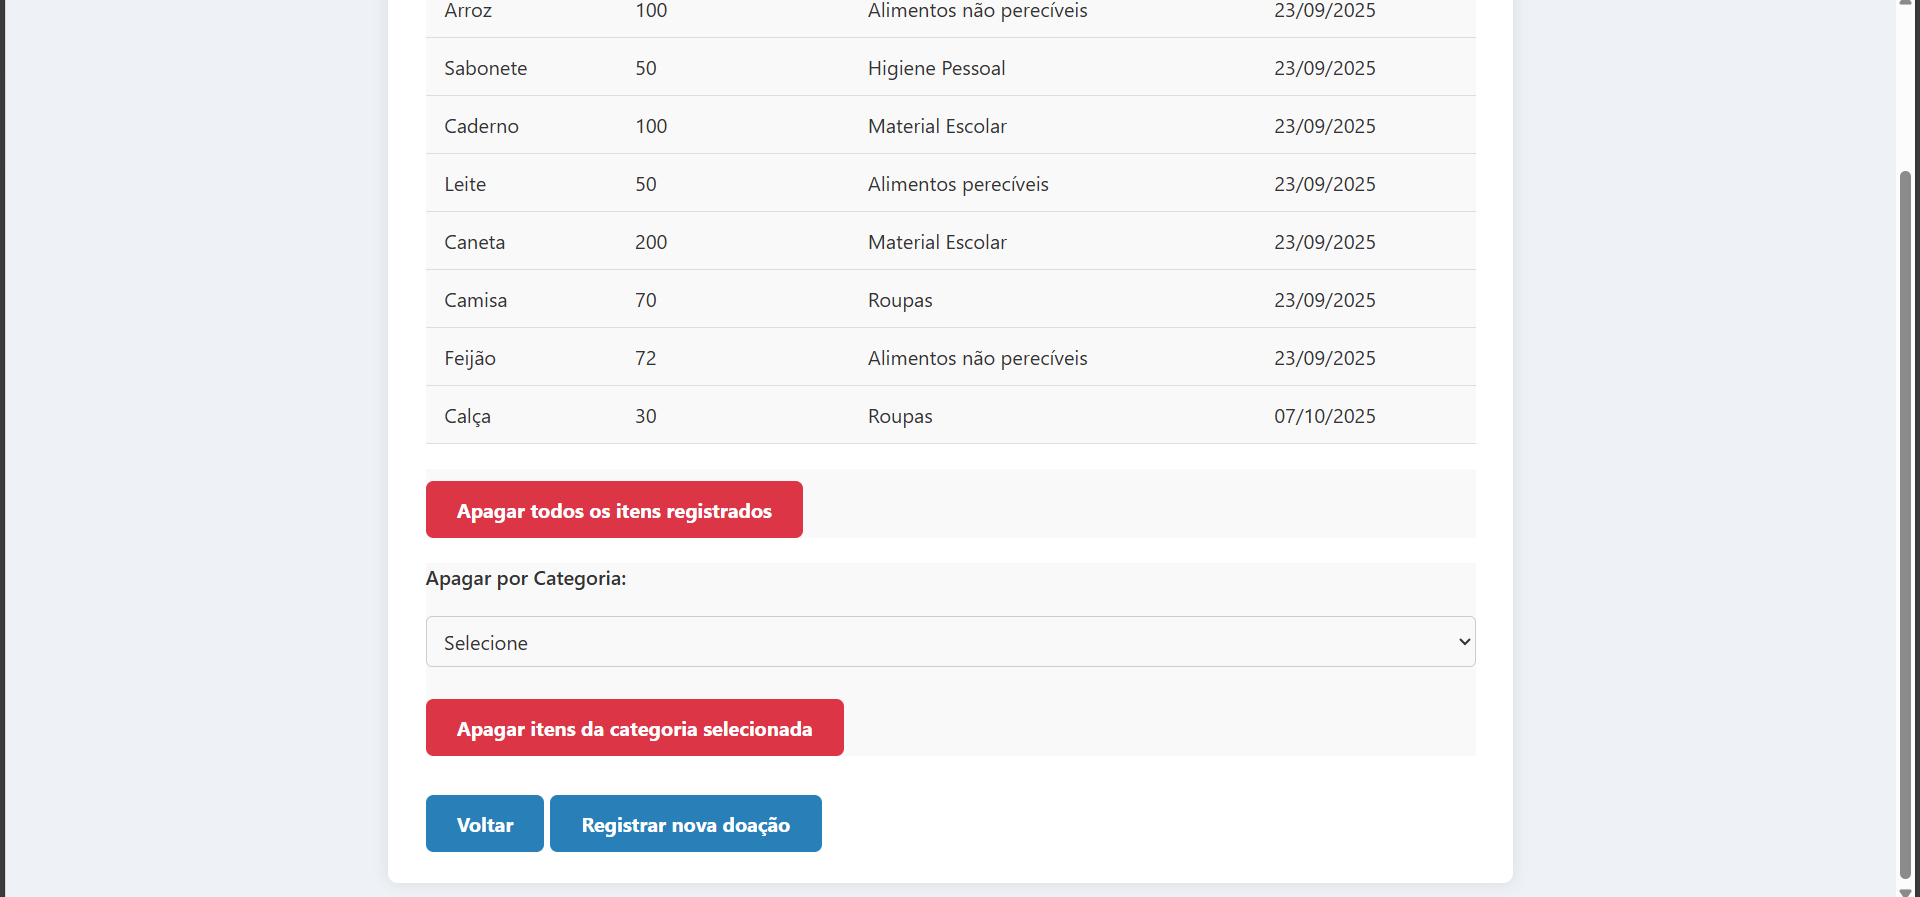 Arroz 100 Alimentos não perecíveis 23/09/2025
Sabonete 50 Higiene Pessoal 23/09/2025
Caderno 100 Material Escolar 23/09/2025
Leite 50 Alimentos perecíveis 23/09/2025
Caneta 200 Material Escolar 23/09/2025
Camisa 70 Roupas 23/09/2025
Feijão 72 Alimentos não perecíveis 23/09/2025
Calça 30 Roupas 07/10/2025
Apagar todos os itens registrados
Apagar por Categoria:
Selecione
Apagar itens da categoria selecionada
Voltar Registrar nova doação